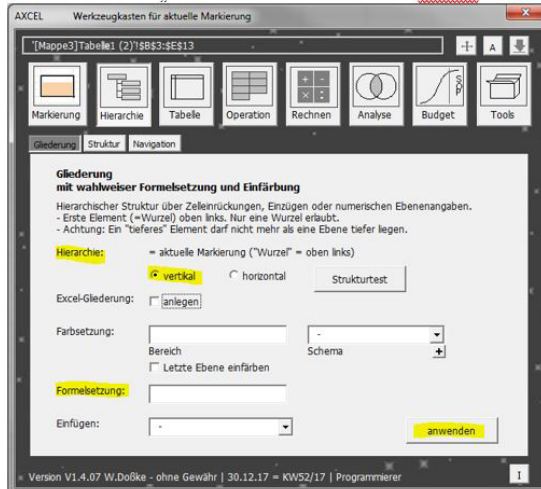 AXCEL Werkzeugkasten für aktuelle Markierung
'[Mappe3]Tabelle1 (2)'!$B$3:$E$13
A
Markierung Hierarchie Tabelle Operation Rechnen Analyse Budget Tools
Gliederung Struktur Navigation
Gliederung
mit wahlweiser Formelsetzung und Einfärbung
Hierarchischer Struktur über Zelleinrückungen, Einzügen oder numerischen Ebenenangaben.
- Erste Element (=Wurzel) oben links. Nur eine Wurzel erlaubt.
- Achtung: Ein "tieferes" Element darf nicht mehr als eine Ebene tiefer liegen.
Hierarchie: = aktuelle Markierung ("Wurzel" = oben links)
vertikal horizontal Strukturtest
Excel-Gliederung: anlegen
Farbsetzung: -
Bereich Schema +
Letzte Ebene einfärben
Formelsetzung:
Einfügen: - anwenden
Version V1.4.07 W.Doßke - ohne Gewähr | 30.12.17 = KW52/17 | Programmierer I